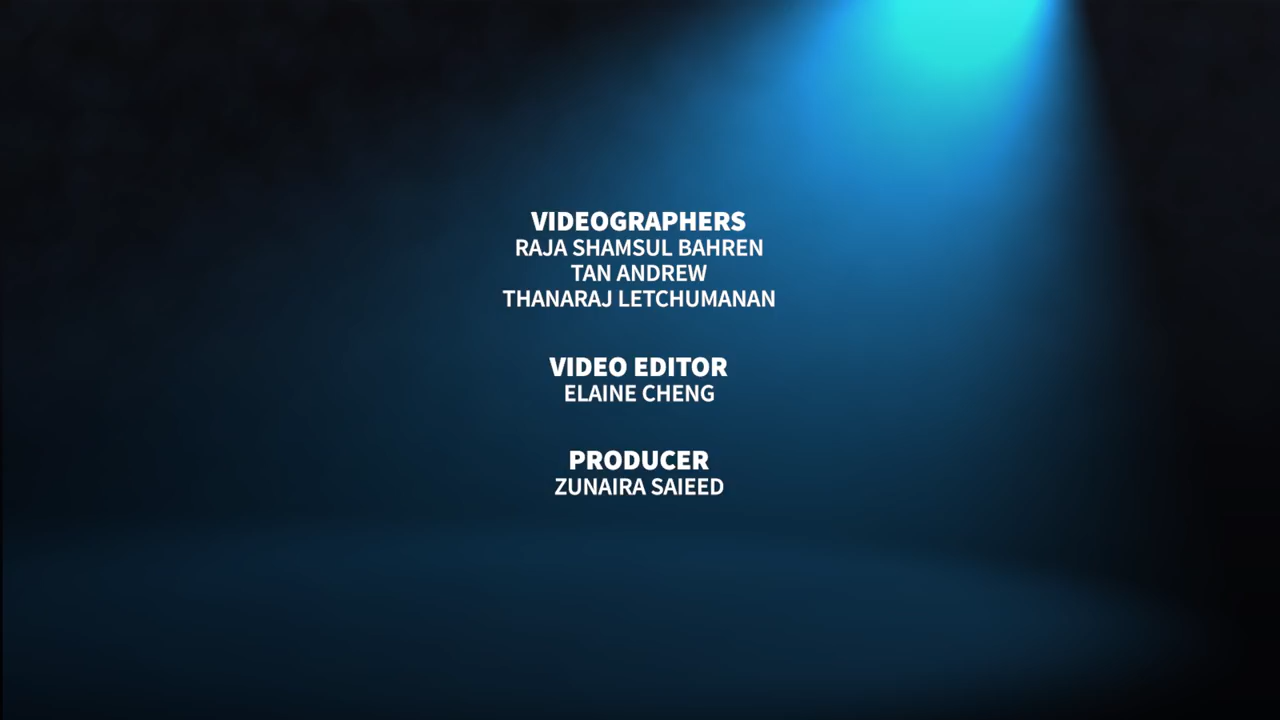 VIDEOGRAPHERS
RAJA SHAMSUL BAHREN
TAN ANDREW
THANARAJ LETCHUMANAN
VIDEO EDITOR
ELAINE CHENG
PRODUCER
ZUNAIRA SAIEED